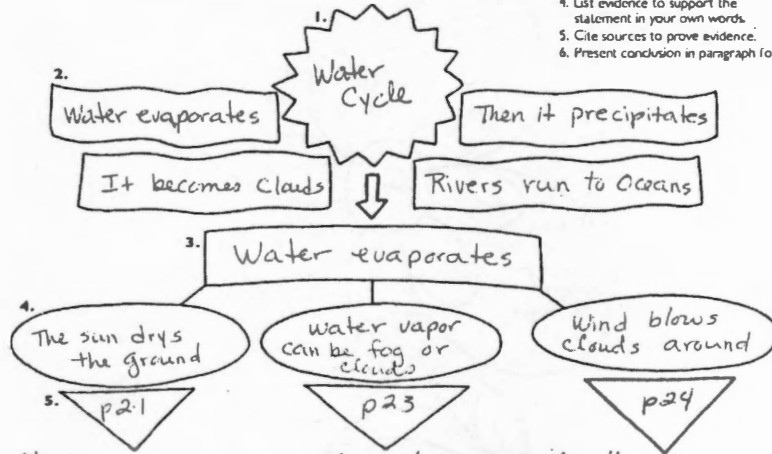 4. List evidence to support the
statement in your own words.
5. Cite sources to prove evidence.
6. Present conclusion in paragraph fo
1.
Water
Cycle
2.
Water evaporates
Then it precipitates
It becomes Clouds
Rivers run to Oceans
3.
Water evaporates
4.
The sun drys
the ground
water vapor
can be fog or
clouds
Wind blows
clouds around
5.
p21
p23
p24